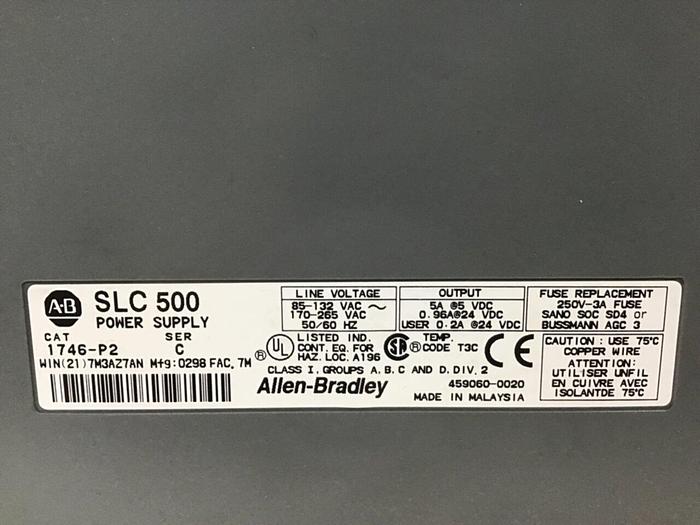 A·B
SLC 500
POWER SUPPLY
CAT SER
1746-P2 C
WIN(21)7M3AZ7AN Mfg:0298 FAC. 7M
LINE VOLTAGE
85-132 VAC ~
170-265 VAC
50/60 HZ
OUTPUT
5A @5 VDC
0.96A@24 VDC
USER 0.2A @24 VDC
FUSE REPLACEMENT
250V-3A FUSE
SANO SOC SD4 or
BUSSMANN AGC 3
UL ®
LISTED IND.
CONT. EQ. FOR
HAZ. LOC. A196
SA ®
TEMP.
CODE T3C
CE
CLASS I, GROUPS A, B, C AND D, DIV. 2
Allen-Bradley
459060-0020
MADE IN MALAYSIA
CAUTION : USE 75°C
COPPER WIRE
ATTENTION :
UTILISER UNFIL
EN CUIVRE AVEC
ISOLANTDE 75°C